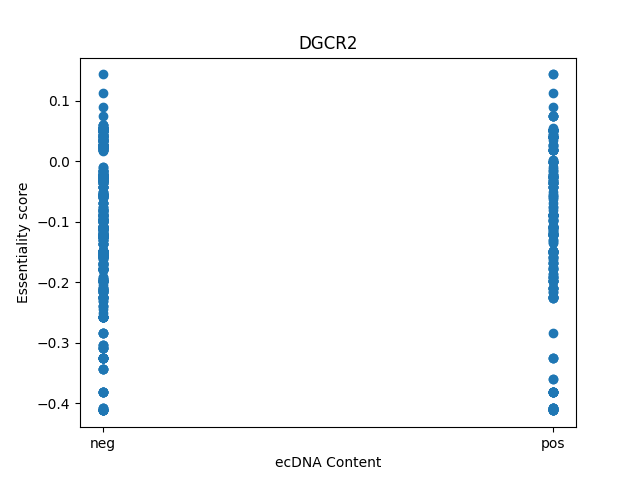 DGCR2
Essentiality score
0.1
0.0
−0.1
−0.2
−0.3
−0.4
neg
pos
ecDNA Content